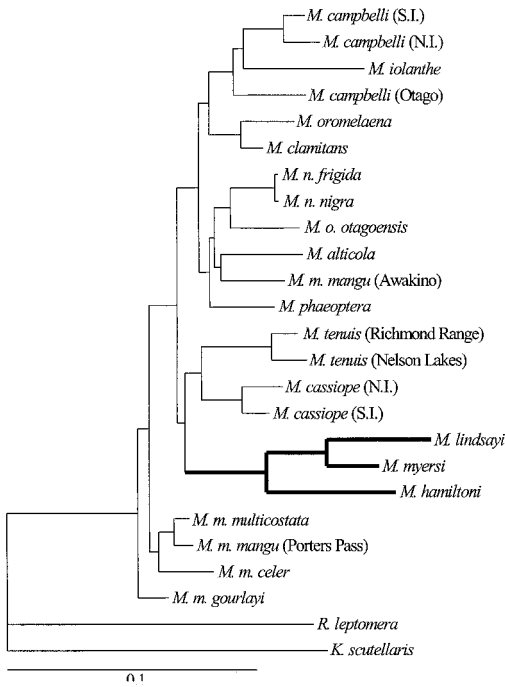 M. campbelli (S.I.)
M. campbelli (N.I.)
M. iolanthe
M. campbelli (Otago)
M. oromelaena
M. clamitans
M. n. frigida
M. n. nigra
M. o. otagoensis
M. alticola
M. m. mangu (Awakino)
M. phaeoptera
M. tenuis (Richmond Range)
M. tenuis (Nelson Lakes)
M. cassiope (N.I.)
M. cassiope (S.I.)
M. lindsayi
M. myersi
M. hamiltoni
M. m. multicostata
M. m. mangu (Porters Pass)
M. m. celer
M. m. gourlayi
R. leptomera
K. scutellaris
0.1